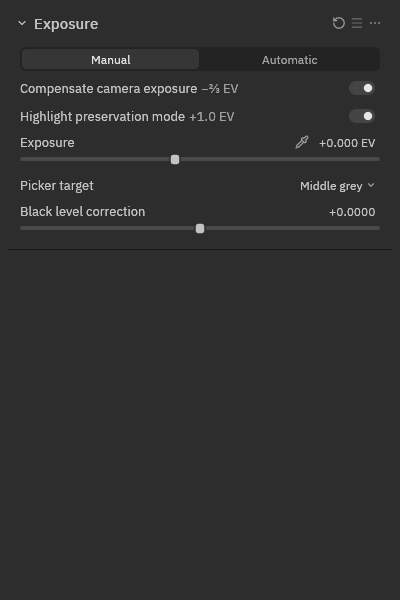 Exposure
Manual Automatic
Compensate camera exposure −⅔ EV
Highlight preservation mode +1.0 EV
Exposure +0.000 EV
Picker target Middle grey
Black level correction +0.0000